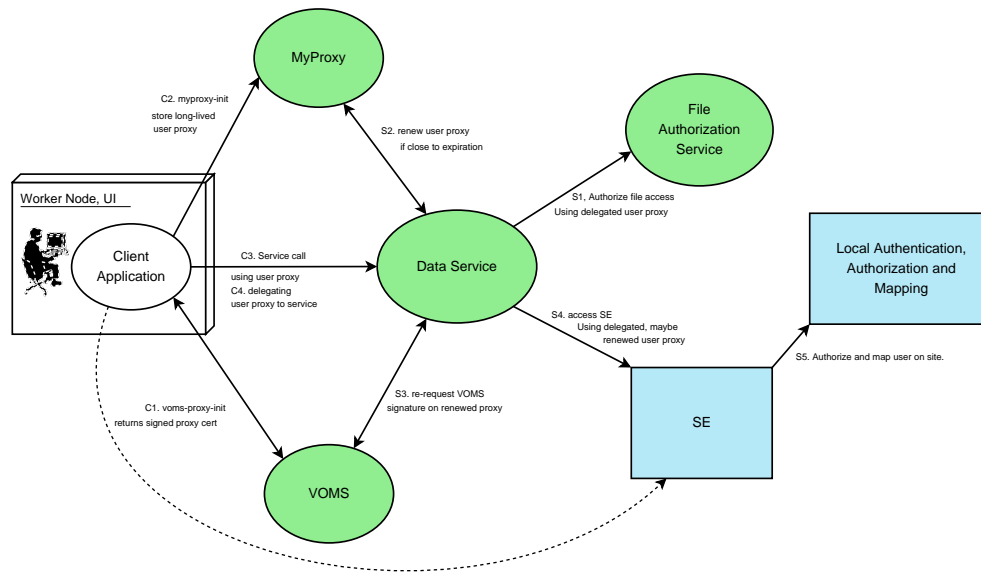 MyProxy
C2. myproxy-init
store long-lived
user proxy
S2. renew user proxy
if close to expiration
File
Authorization
Service
S1, Authorize file access
Using delegated user proxy
Worker Node, UI
Client
Application
C3. Service call
using user proxy
C4. delegating
user proxy to service
Data Service
Local Authentication,
Authorization and
Mapping
S4. access SE
Using delegated, maybe
renewed user proxy
S5. Authorize and map user on site.
C1. voms-proxy-init
returns signed proxy cert
S3. re-request VOMS
signature on renewed proxy
SE
VOMS